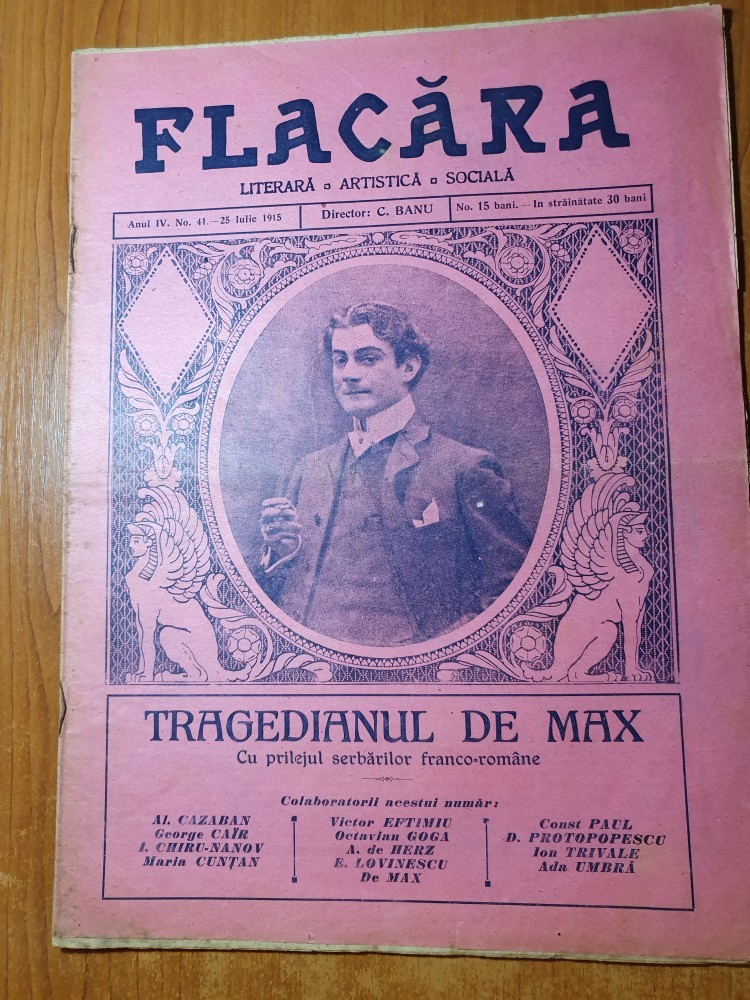 FLACĂRA
LITERARĂ ▫ ARTISTICĂ ▫ SOCIALĂ
Anul IV. No. 41.—25 Iulie 1915
Director: C. BANU
No. 15 bani.—In străinătate 30 bani
TRAGEDIANUL DE MAX
Cu prilejul serbărilor franco-române
Colaboratorii acestui număr:
Al. CAZABAN
George CAÏR
I. CHIRU-NANOV
Maria CUNȚAN
Victor EFTIMIU
Octavian GOGA
A. de HERZ
E. LOVINESCU
De MAX
Const PAUL
D. PROTOPOPESCU
Ion TRIVALE
Ada UMBRĂ